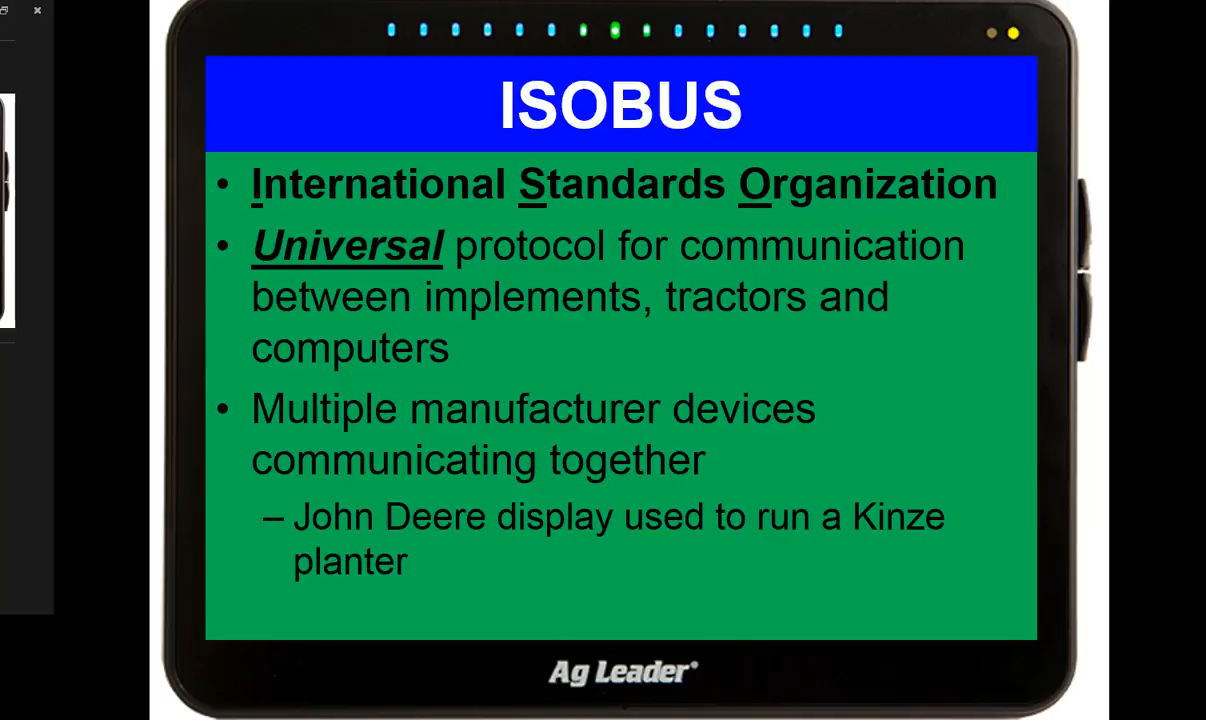 ISOBUS
• International Standards Organization
• Universal protocol for communication
between implements, tractors and
computers
• Multiple manufacturer devices
communicating together
– John Deere display used to run a Kinze
planter
Ag Leader®